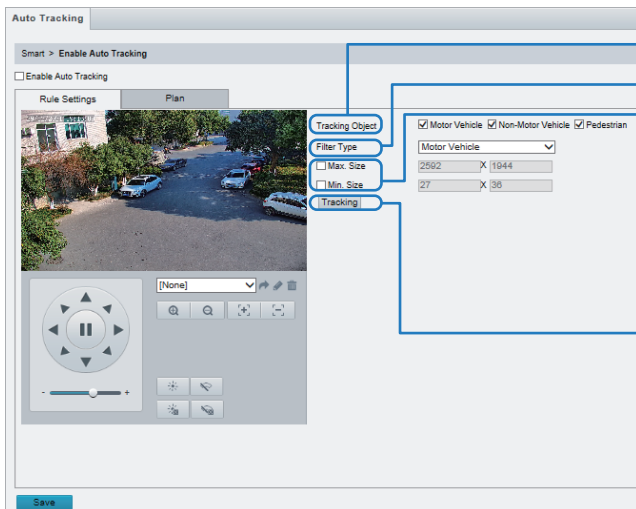 Auto Tracking
Smart > Enable Auto Tracking
Enable Auto Tracking
Rule Settings Plan
Tracking Object Motor Vehicle Non-Motor Vehicle Pedestrian
Filter Type Motor Vehicle
Max. Size 2592 X 1944
Min. Size 27 X 36
Tracking
[None]
- +
Save